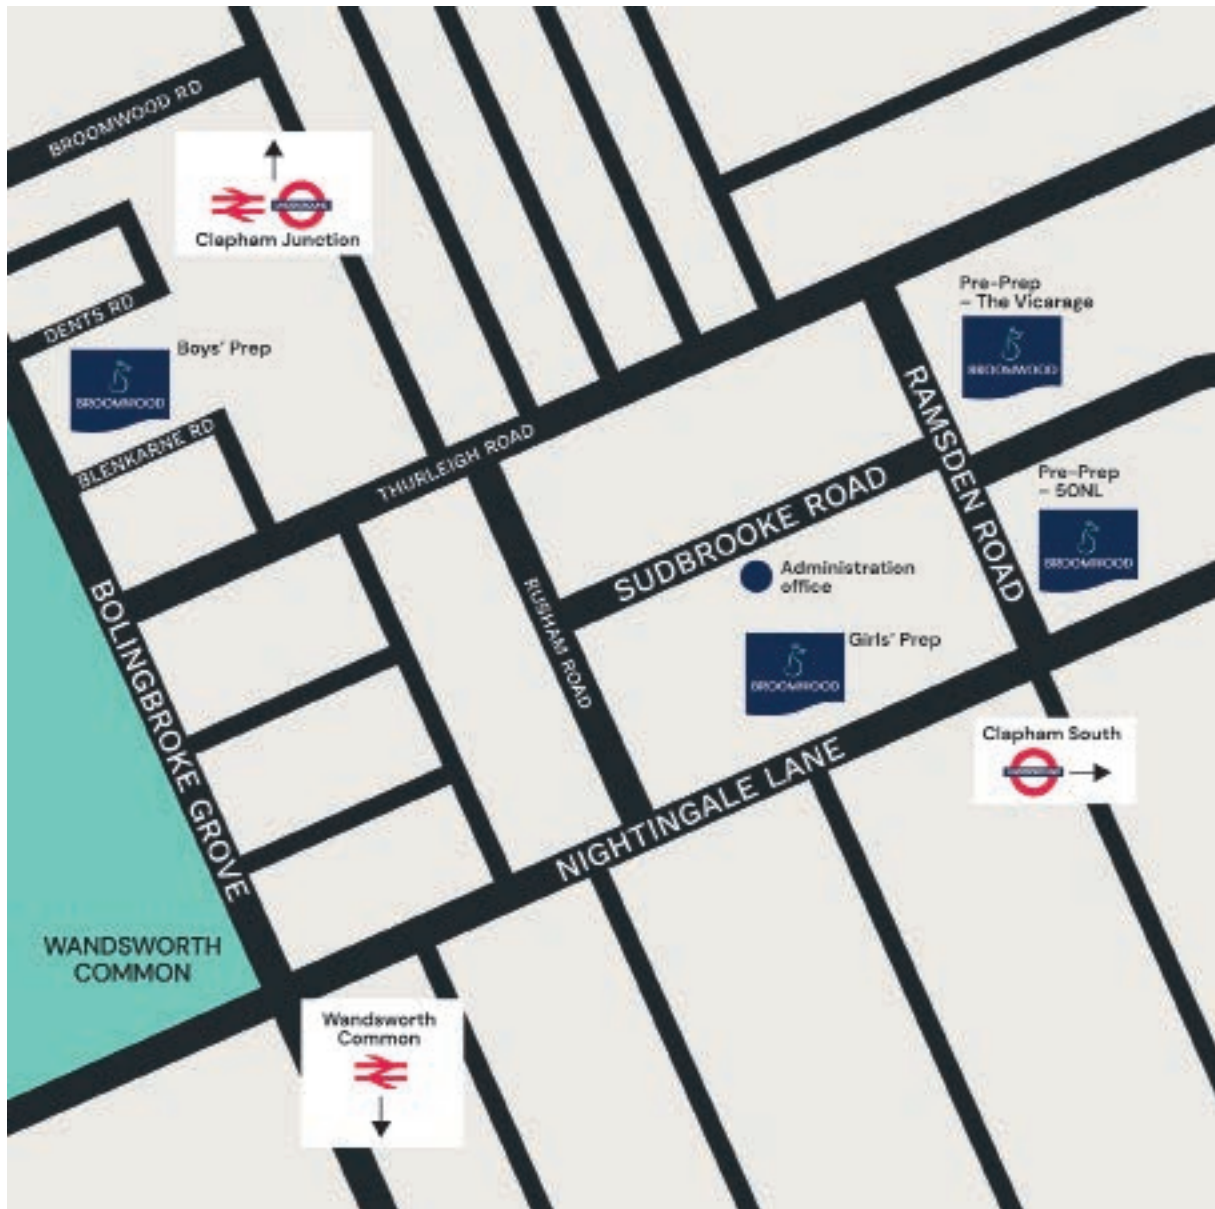 BROOMWOOD RD
Clapham Junction
DENTS RD
Boys' Prep
BROOMWOOD
BLENKARNE RD
THURLEIGH ROAD
Pre-Prep
– The Vicarage
BROOMWOOD
RAMSDEN ROAD
SUDBROOKE ROAD
Pre-Prep
– 50NL
BROOMWOOD
Administration
office
Girls' Prep
BROOMWOOD
RUSHAM ROAD
BOLINGBROKE GROVE
NIGHTINGALE LANE
Clapham South
WANDSWORTH
COMMON
Wandsworth
Common